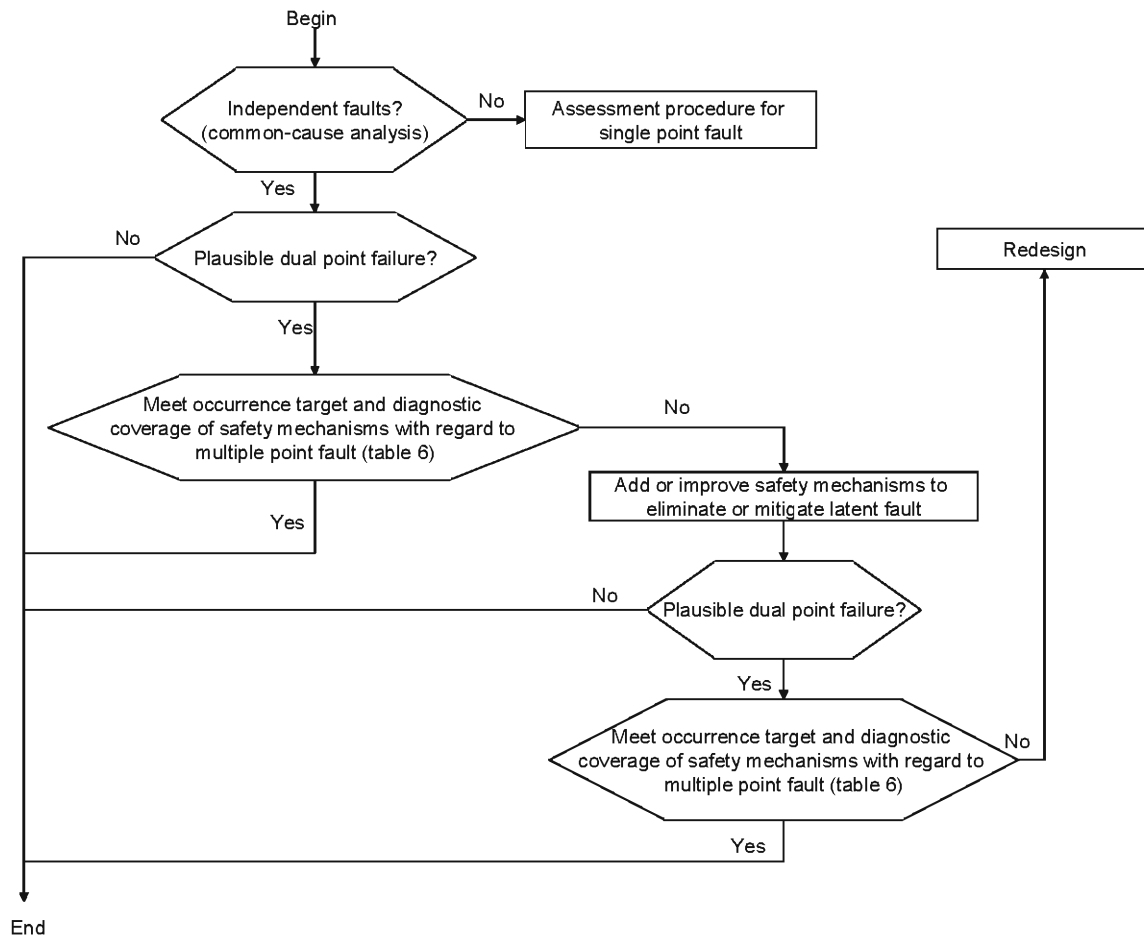 Begin
Independent faults?
(common-cause analysis)
No
Assessment procedure for
single point fault
Yes
No
Plausible dual point failure?
Redesign
Yes
Meet occurrence target and diagnostic
coverage of safety mechanisms with regard to
multiple point fault (table 6)
No
Add or improve safety mechanisms to
eliminate or mitigate latent fault
Yes
No
Plausible dual point failure?
Yes
Meet occurrence target and diagnostic
coverage of safety mechanisms with regard to
multiple point fault (table 6)
No
Yes
End